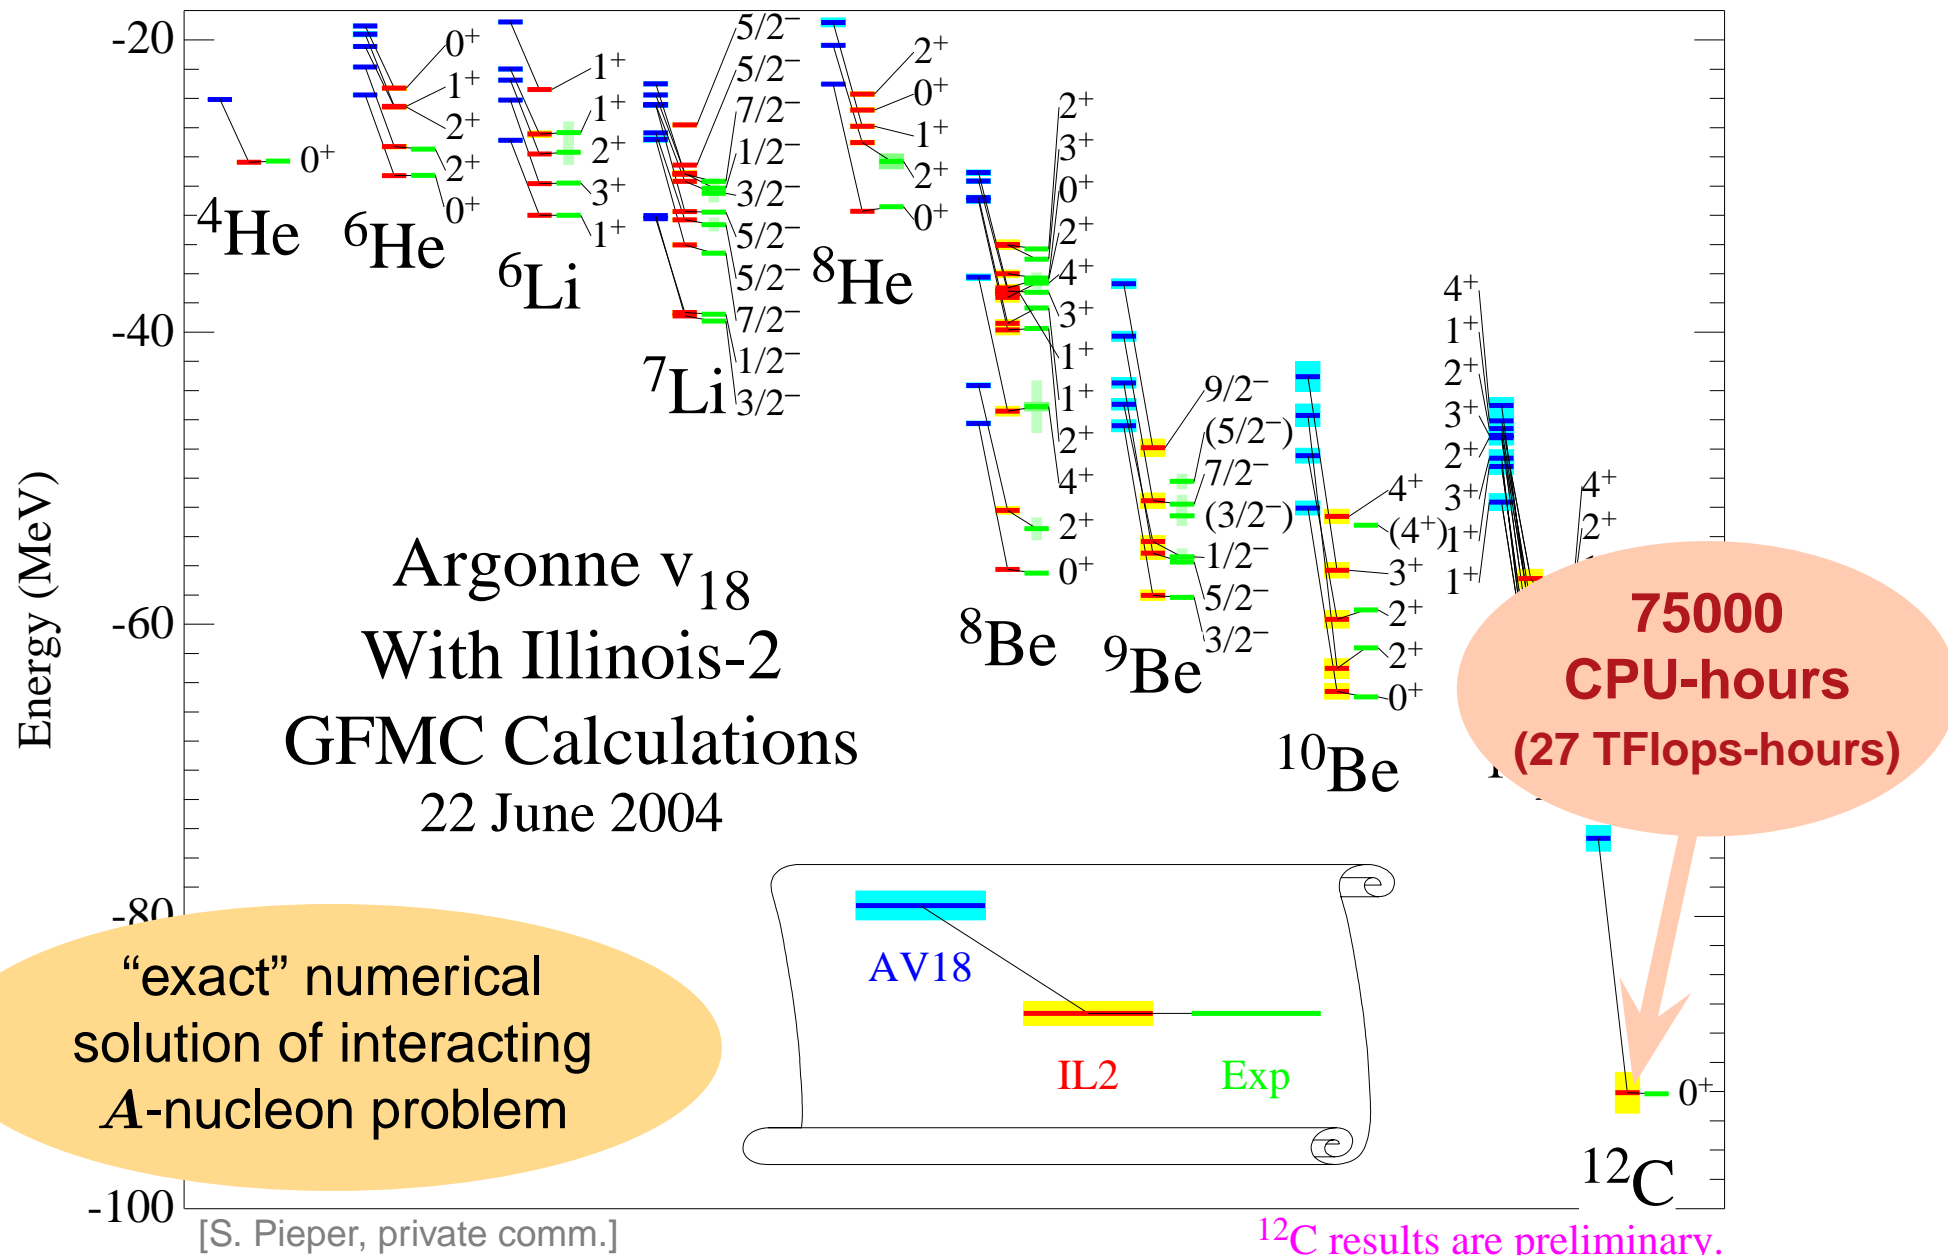 -20
-40
-60
-80
-100
Energy (MeV)
0⁺
⁴He
0⁺
1⁺
2⁺
2⁺
0⁺
⁶He
1⁺
1⁺
2⁺
3⁺
1⁺
⁶Li
5/2⁻
5/2⁻
7/2⁻
1/2⁻
3/2⁻
5/2⁻
5/2⁻
7/2⁻
1/2⁻
3/2⁻
⁷Li
2⁺
0⁺
1⁺
2⁺
0⁺
⁸He
2⁺
3⁺
0⁺
2⁺
4⁺
3⁺
1⁺
1⁺
2⁺
4⁺
2⁺
0⁺
⁸Be
9/2⁻
(5/2⁻)
7/2⁻
(3/2⁻)
1/2⁻
5/2⁻
3/2⁻
⁹Be
4⁺
(4⁺)
3⁺
2⁺
2⁺
0⁺
¹⁰Be
4⁺
1⁺
2⁺
3⁺
2⁺
3⁺
1⁺
1⁺
4⁺
2⁺
75000
CPU-hours
(27 TFlops-hours)
Argonne v₁₈
With Illinois-2
GFMC Calculations
22 June 2004
"exact" numerical
solution of interacting
A-nucleon problem
AV18
IL2
Exp
0⁺
¹²C
[S. Pieper, private comm.]
¹²C results are preliminary.